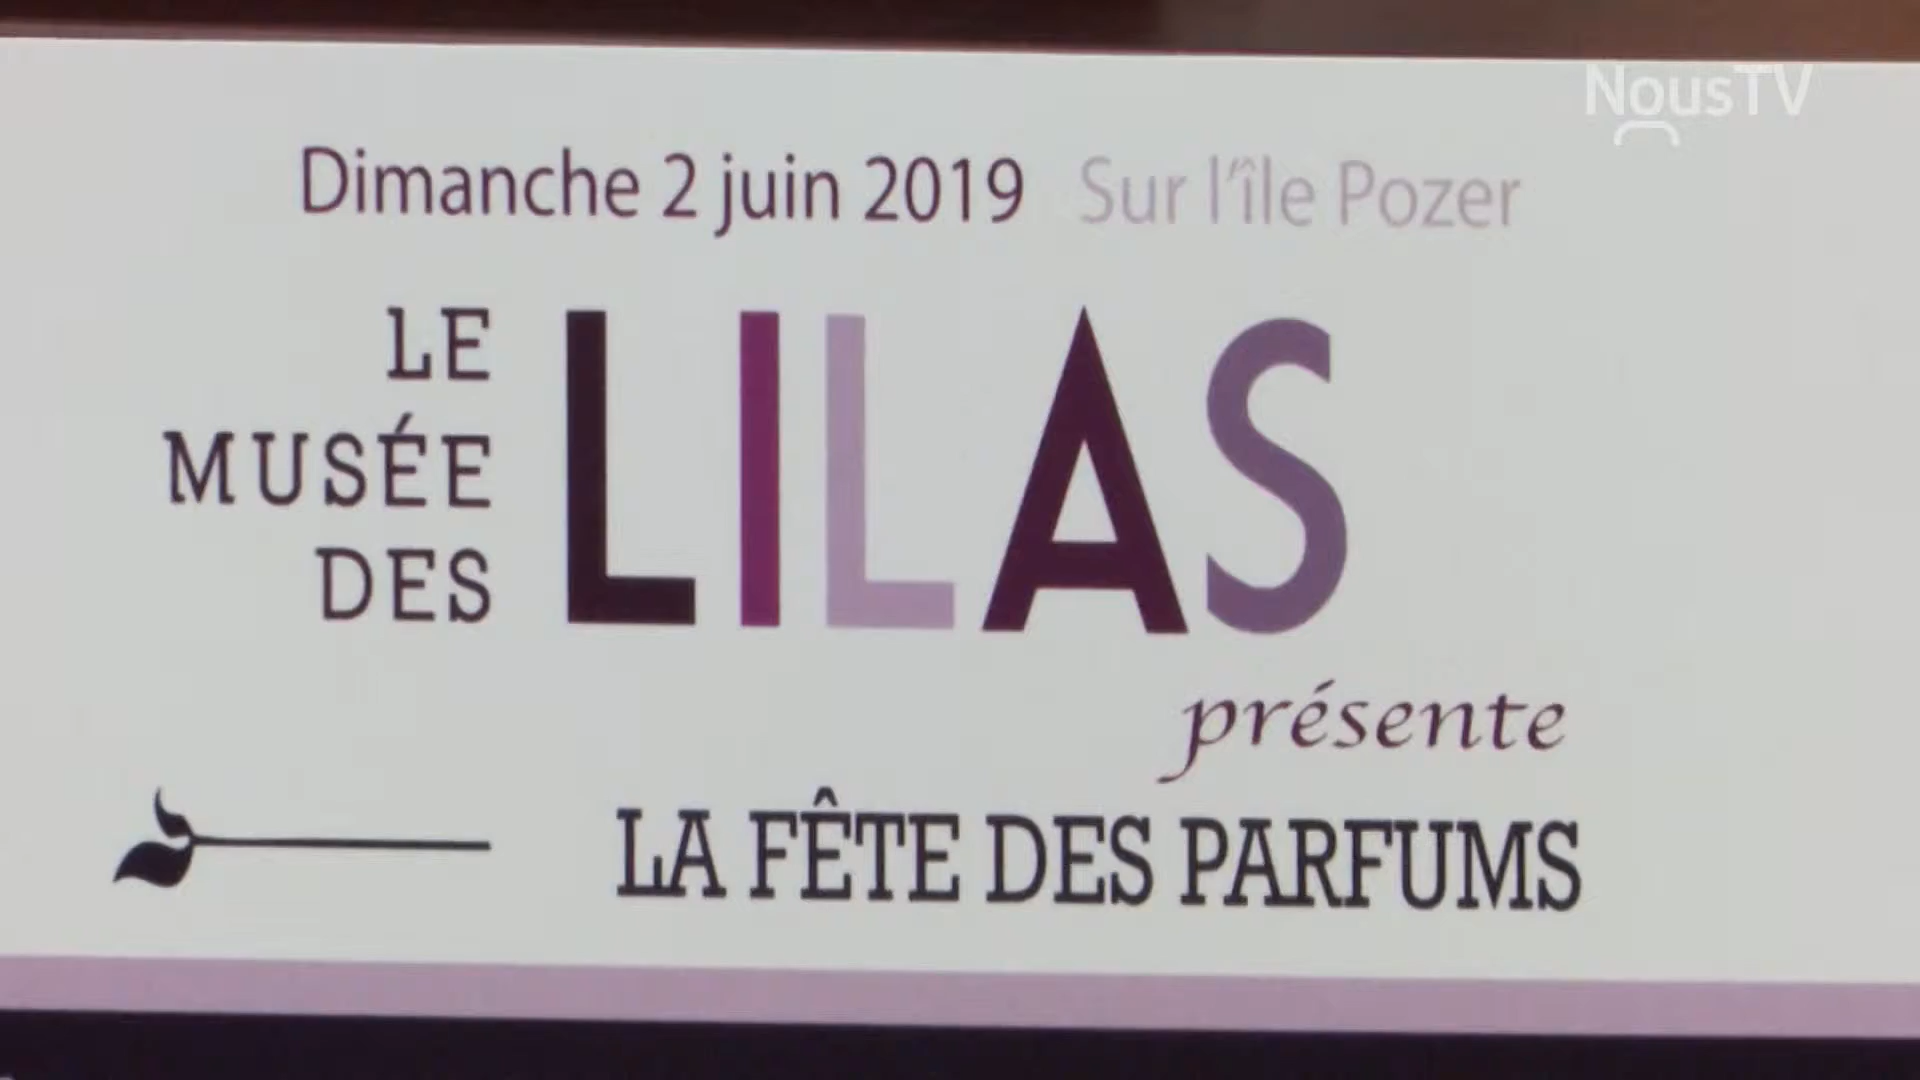 NousTV
Dimanche 2 juin 2019 Sur l'île Pozer
LE
MUSÉE
DES
LILAS
présente
LA FÊTE DES PARFUMS